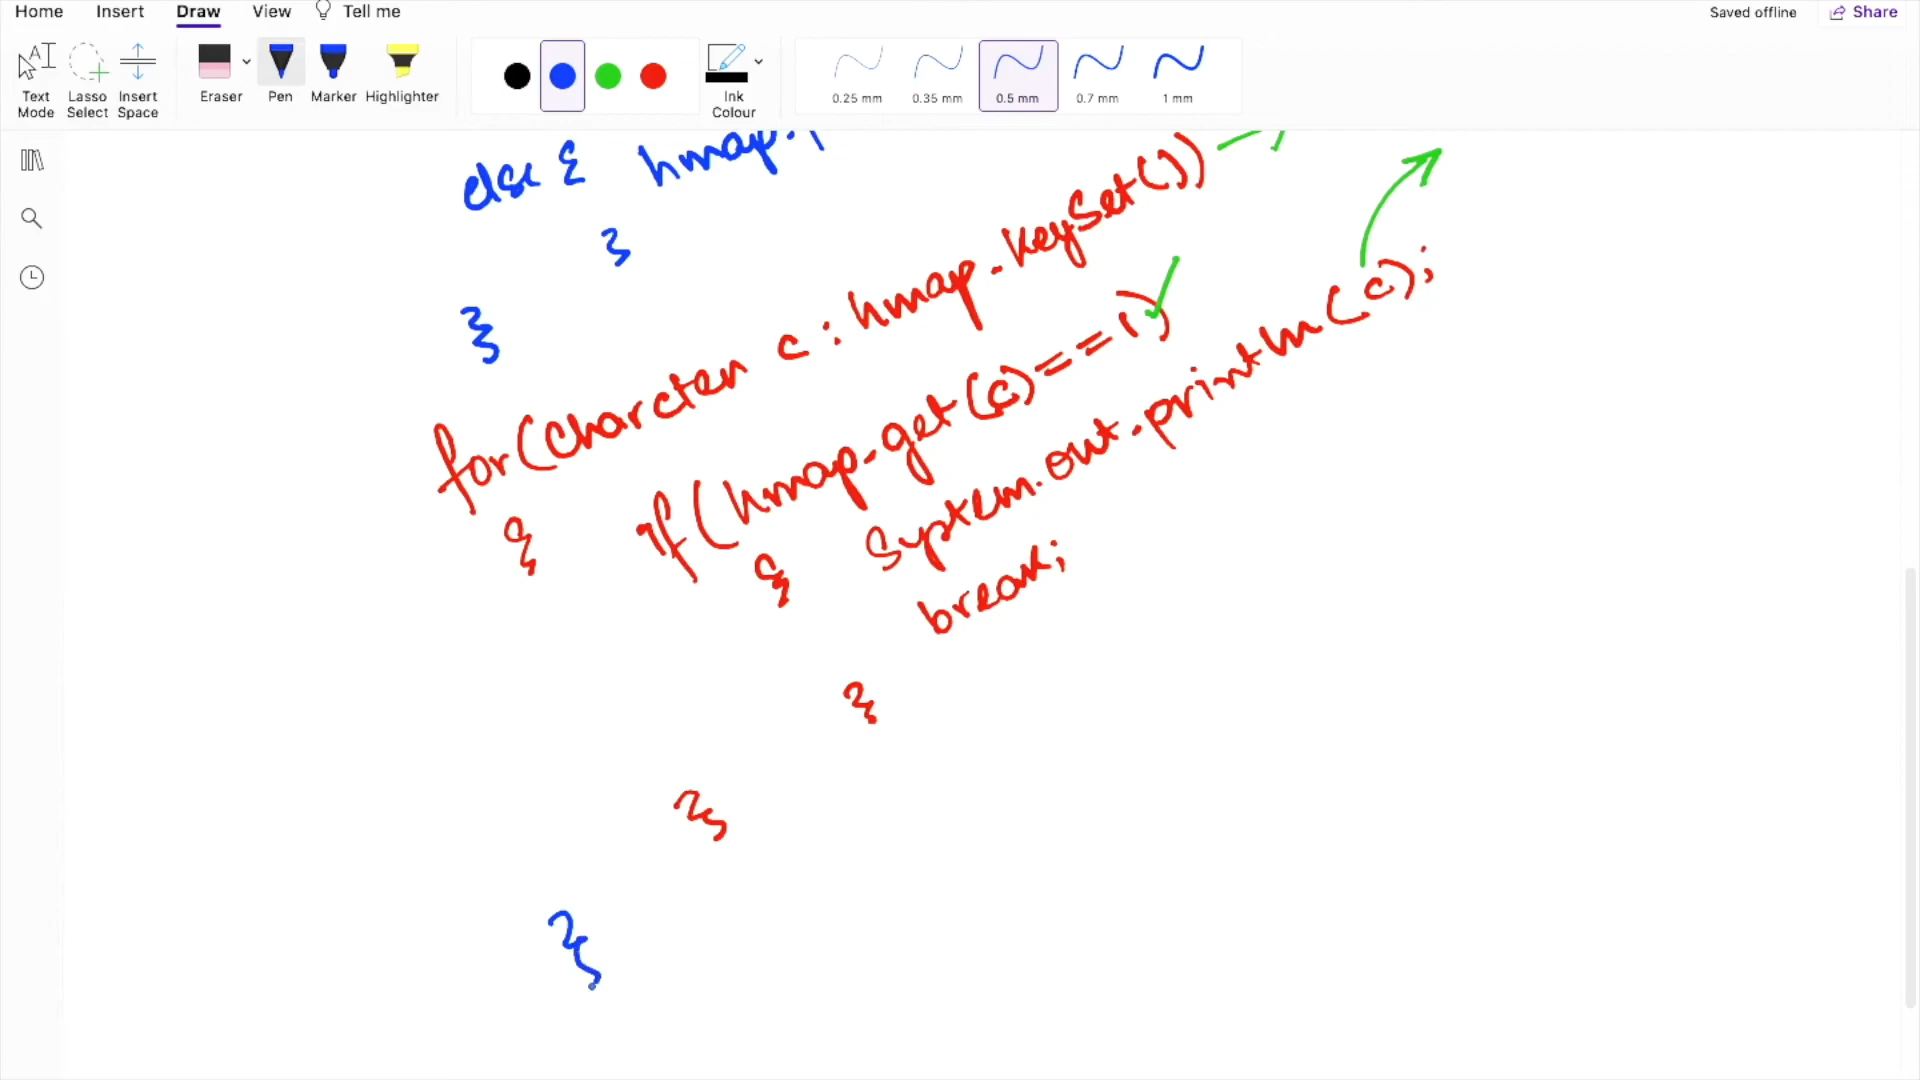 Home Insert Draw View Tell me Saved offline Share
Text Mode Lasso Select Insert Space Eraser Pen Marker Highlighter Ink Colour 0.25 mm 0.35 mm 0.5 mm 0.7 mm 1 mm
else { hmap.
}
}
for(Charcter c : hmap.keySet())
{ if(hmap.get(c)==1)
{ System.out.println(c);
break;
}
}
}